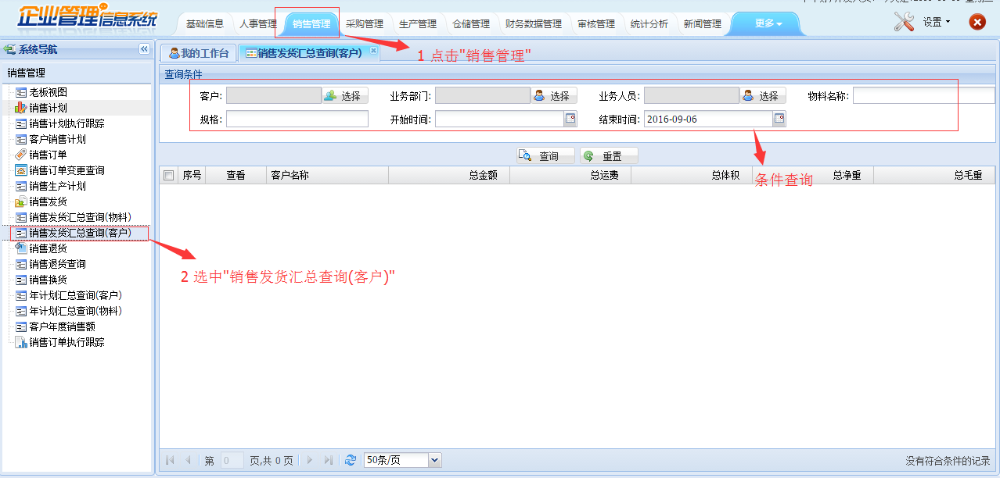 企业管理信息系统
基础信息 人事管理 销售管理 采购管理 生产管理 仓储管理 财务数据管理 审核管理 统计分析 新闻管理 更多 设置
系统导航
我的工作台 销售发货汇总查询(客户)
1 点击"销售管理"
销售管理
查询条件
客户: 选择 业务部门: 选择 业务人员: 选择 物料名称:
规格: 开始时间: 结束时间: 2016-09-06
查询 重置
序号 查看 客户名称 总金额 总运费 总体积 总净重 总毛重
条件查询
老板视图
销售计划
销售计划执行跟踪
客户销售计划
销售订单
销售订单变更查询
销售生产计划
销售发货
销售发货汇总查询(物料)
销售发货汇总查询(客户)
销售退货
销售退货查询
销售换货
年计划汇总查询(客户)
年计划汇总查询(物料)
客户年度销售额
销售订单执行跟踪
2 选中"销售发货汇总查询(客户)"
第 0 页,共 0 页 50条/页 没有符合条件的记录